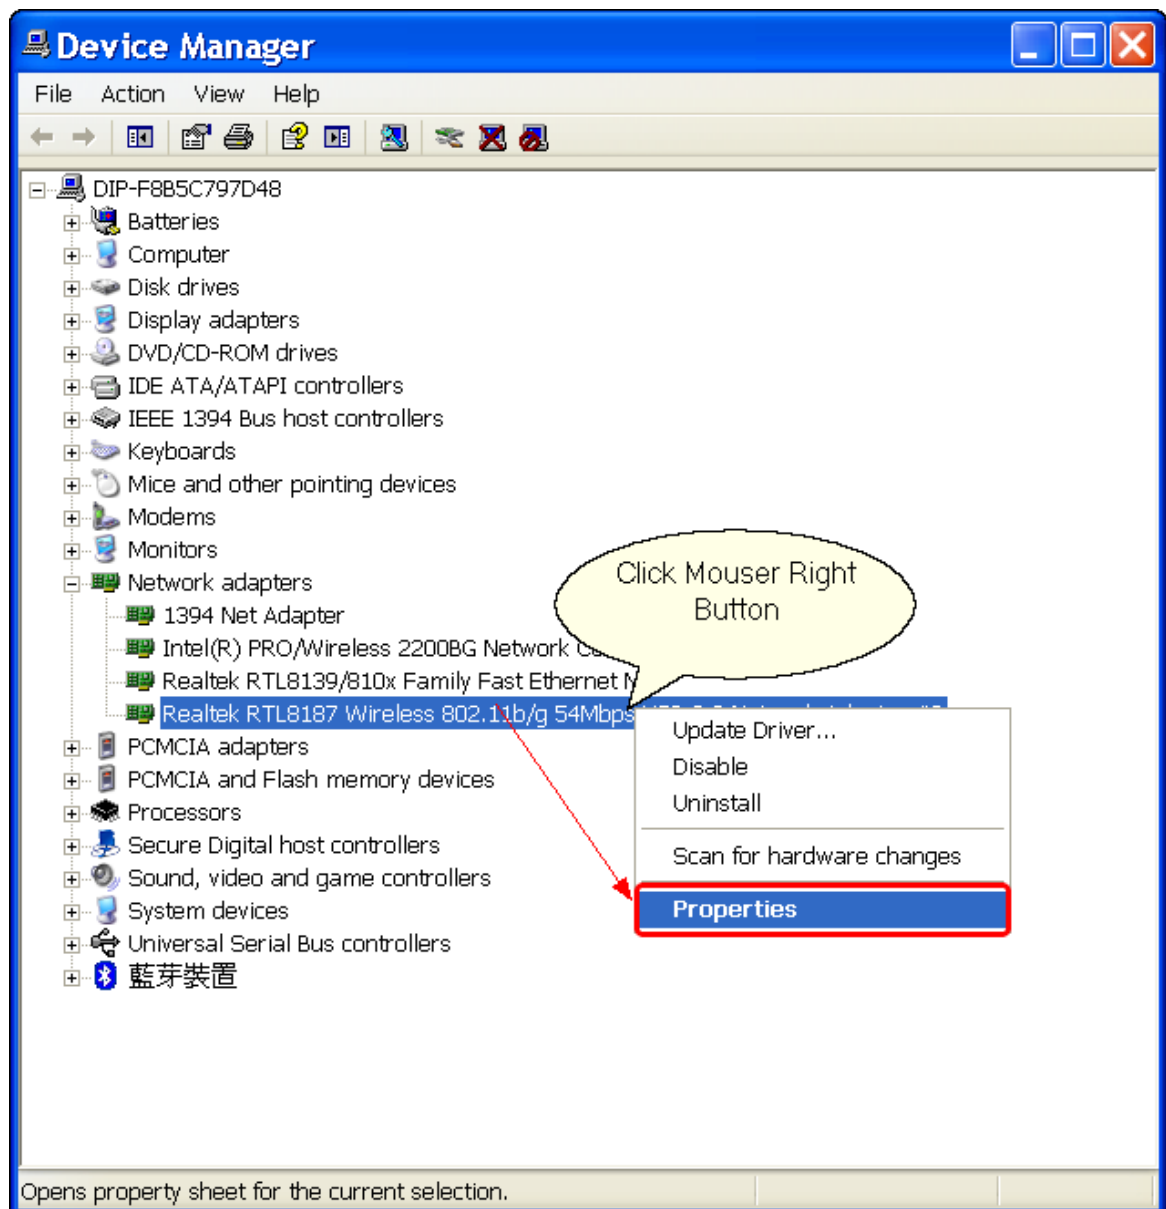 Device Manager
File Action View Help
DIP-F8B5C797D48
Batteries
Computer
Disk drives
Display adapters
DVD/CD-ROM drives
IDE ATA/ATAPI controllers
IEEE 1394 Bus host controllers
Keyboards
Mice and other pointing devices
Modems
Monitors
Network adapters
1394 Net Adapter
Intel(R) PRO/Wireless 2200BG Network
Realtek RTL8139/810x Family Fast Ethernet
Realtek RTL8187 Wireless 802.11b/g 54Mbps
PCMCIA adapters
PCMCIA and Flash memory devices
Processors
Secure Digital host controllers
Sound, video and game controllers
System devices
Universal Serial Bus controllers
藍芽裝置
Click Mouser Right
Button
Update Driver...
Disable
Uninstall
Scan for hardware changes
Properties
Opens property sheet for the current selection.